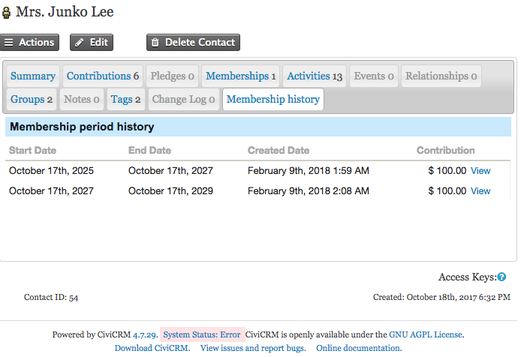 Mrs. Junko Lee
Actions Edit Delete Contact
Summary Contributions 6 Pledges 0 Memberships 1 Activities 13 Events 0 Relationships 0
Groups 2 Notes 0 Tags 2 Change Log 0 Membership history
Membership period history
Start Date End Date Created Date Contribution
October 17th, 2025 October 17th, 2027 February 9th, 2018 1:59 AM $ 100.00 View
October 17th, 2027 October 17th, 2029 February 9th, 2018 2:08 AM $ 100.00 View
Access Keys:?
Contact ID: 54 Created: October 18th, 2017 6:32 PM
Powered by CiviCRM 4.7.29. System Status: Error CiviCRM is openly available under the GNU AGPL License.
Download CiviCRM. View issues and report bugs. Online documentation.